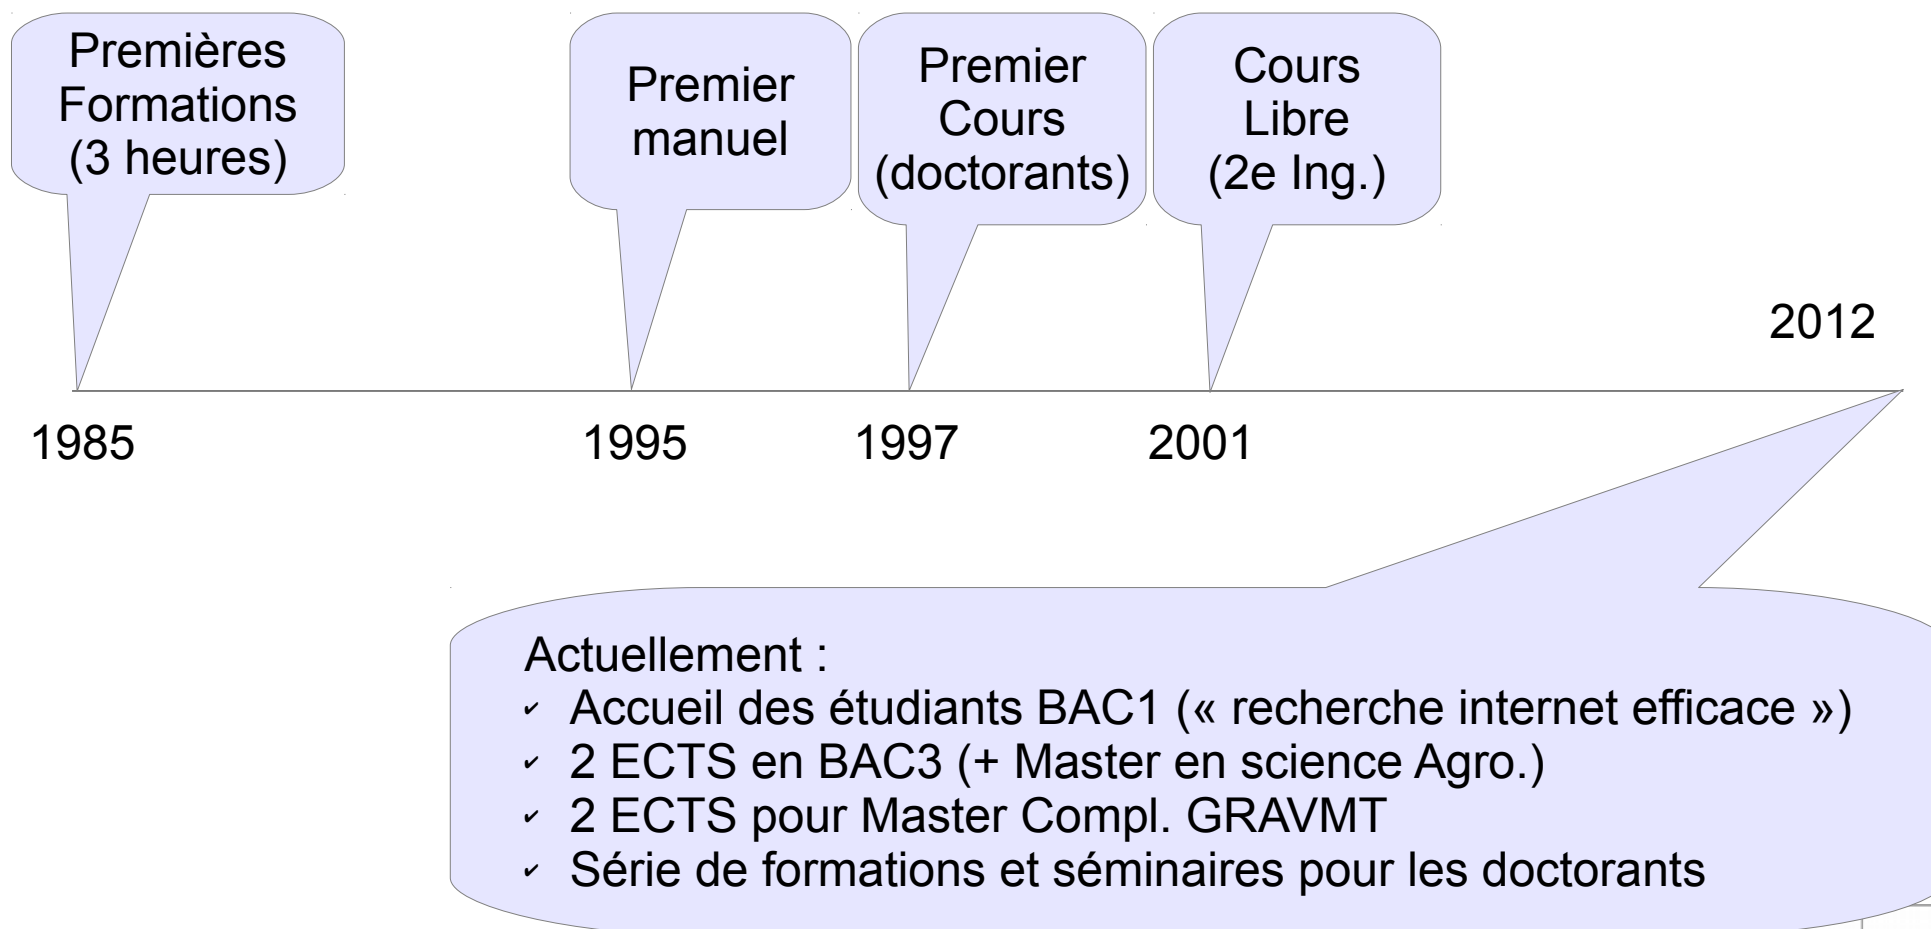 Premières
Formations
(3 heures)
Premier
manuel
Premier
Cours
(doctorants)
Cours
Libre
(2e Ing.)
2012
1985
1995
1997
2001
Actuellement :
✔ Accueil des étudiants BAC1 (« recherche internet efficace »)
✔ 2 ECTS en BAC3 (+ Master en science Agro.)
✔ 2 ECTS pour Master Compl. GRAVMT
✔ Série de formations et séminaires pour les doctorants